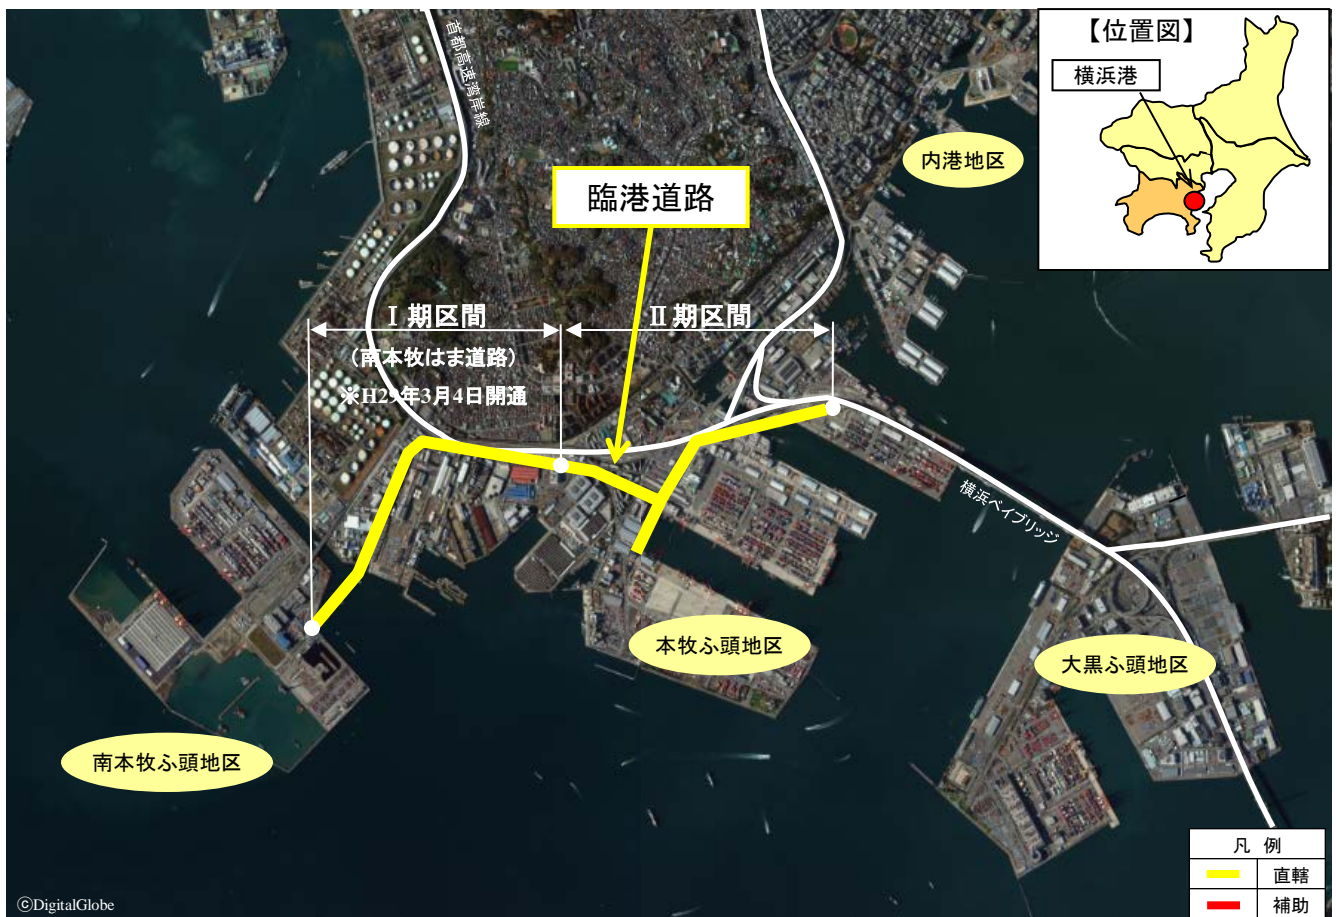 首都高速湾岸線
【位置図】
横浜港
内港地区
臨港道路
Ⅰ期区間
Ⅱ期区間
(南本牧はま道路)
※H29年3月4日開通
横浜ベイブリッジ
本牧ふ頭地区
大黒ふ頭地区
南本牧ふ頭地区
凡 例
直轄
補助
©DigitalGlobe